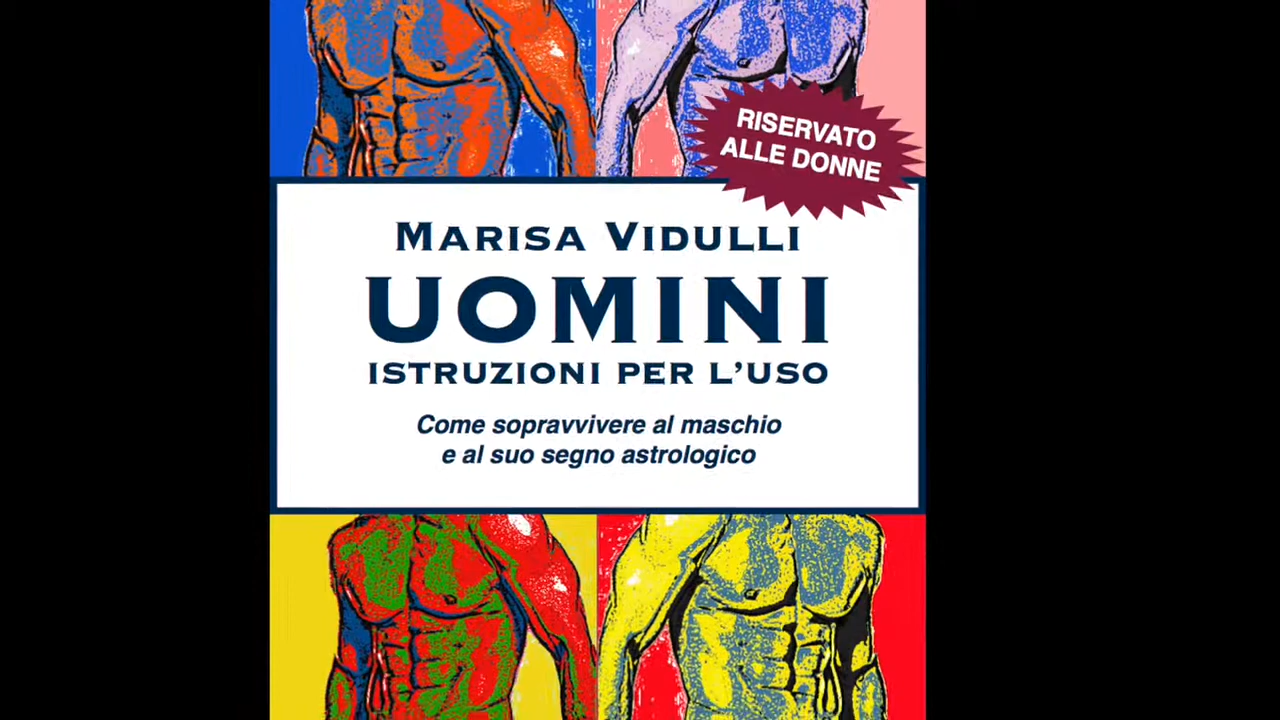 RISERVATO
ALLE DONNE
MARISA VIDULLI
UOMINI
ISTRUZIONI PER L’USO
Come sopravvivere al maschio
e al suo segno astrologico